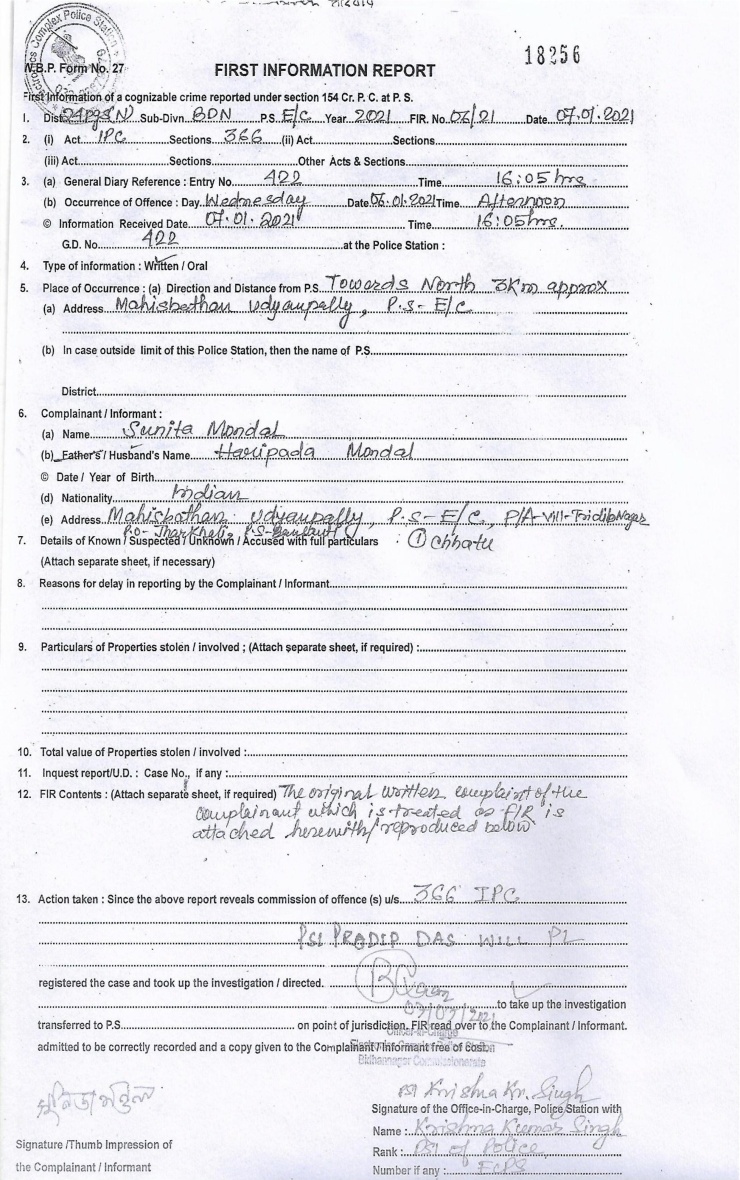 18256
W.B.P. Form No. 27
FIRST INFORMATION REPORT
First Information of a cognizable crime reported under section 154 Cr. P. C. at P. S.
1. Dist 24 Pgs (N) Sub-Divn. BDN P.S. E/C Year 2021 FIR. No. 06/21 Date 07.01.2021
2. (i) Act IPC Sections 366 (ii) Act Sections
(iii) Act Sections Other Acts & Sections
3. (a) General Diary Reference : Entry No. 422 Time 16:05 hrs
(b) Occurrence of Offence : Day Wednesday Date 06.01.2021 Time Afternoon
© Information Received Date 07.01.2021 Time 16:05 hrs.
G.D. No. 422 at the Police Station :
4. Type of information : Written / Oral
5. Place of Occurrence : (a) Direction and Distance from P.S. Towards North 3Km approx
(a) Address Mahisbathan Udyanpally, P.S- E/C
(b) In case outside limit of this Police Station, then the name of P.S.
District
6. Complainant / Informant :
(a) Name Sunita Mondal
(b) Father's / Husband's Name Haripada Mondal
© Date / Year of Birth
(d) Nationality Indian
(e) Address Mahisbathan Udyanpally, P.S- E/C, P/A-Vill-TridibNagar
P.O- Jharkhali, P.S-Basanti
7. Details of Known / Suspected / Unknown / Accused with full particulars : ① Chhatu
(Attach separate sheet, if necessary)
8. Reasons for delay in reporting by the Complainant / Informant
9. Particulars of Properties stolen / involved ; (Attach separate sheet, if required) :
10. Total value of Properties stolen / involved :
11. Inquest report/U.D. : Case No., if any :
12. FIR Contents : (Attach separate sheet, if required) The original written complaint of the
complainant which is treated as FIR is
attached herewith/reproduced below
13. Action taken : Since the above report reveals commission of offence (s) u/s. 366 IPC
PSI PRADIP DAS WILL PL
registered the case and took up the investigation / directed.
07/01/2021
to take up the investigation
transferred to P.S. on point of jurisdiction, FIR read over to the Complainant / Informant.
Officer-in-Charge
admitted to be correctly recorded and a copy given to the Complainant / Informant free of cost.
Bidhannagar Commissionerate
সুনিতা মন্ডল
PSI Krishna Kr. Singh
Signature of the Office-in-Charge, Police Station with
Name : Krishna Kumar Singh
Signature /Thumb Impression of
Rank : PSI of Police
the Complainant / Informant
Number if any : ECPS